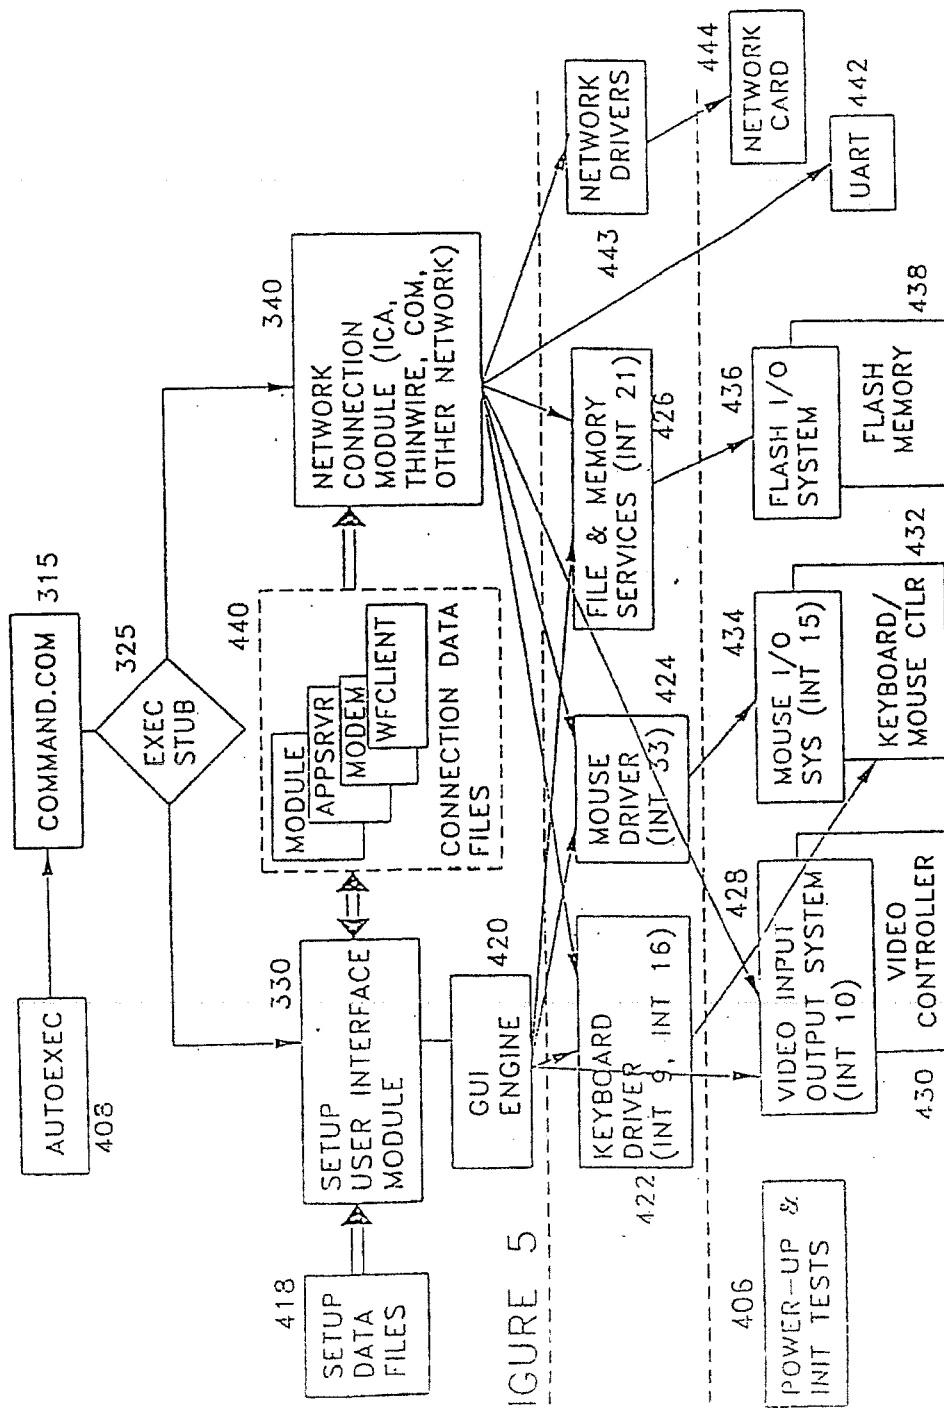 AUTOEXEC
408
COMMAND.COM
315
EXEC
STUB
325
418
SETUP
DATA
FILES
SETUP
USER INTERFACE
MODULE
330
440
MODULE
APPSRVR
MODEM
WFCLIENT
CONNECTION DATA
FILES
NETWORK
CONNECTION
MODULE (ICA,
THINWIRE, COM,
OTHER NETWORK)
340
GUI
ENGINE
420
IGURE 5
422
KEYBOARD
DRIVER
(INT 9, INT 16)
MOUSE
DRIVER
(INT 33)
424
FILE & MEMORY
SERVICES (INT 21)
426
443
NETWORK
DRIVERS
406
POWER-UP &
INIT TESTS
428
VIDEO INPUT
OUTPUT SYSTEM
(INT 10)
430
VIDEO
CONTROLLER
434
MOUSE I/O
SYS (INT 15)
KEYBOARD/
MOUSE CTLR
432
436
FLASH I/O
SYSTEM
FLASH
MEMORY
438
NETWORK
CARD
444
UART
442